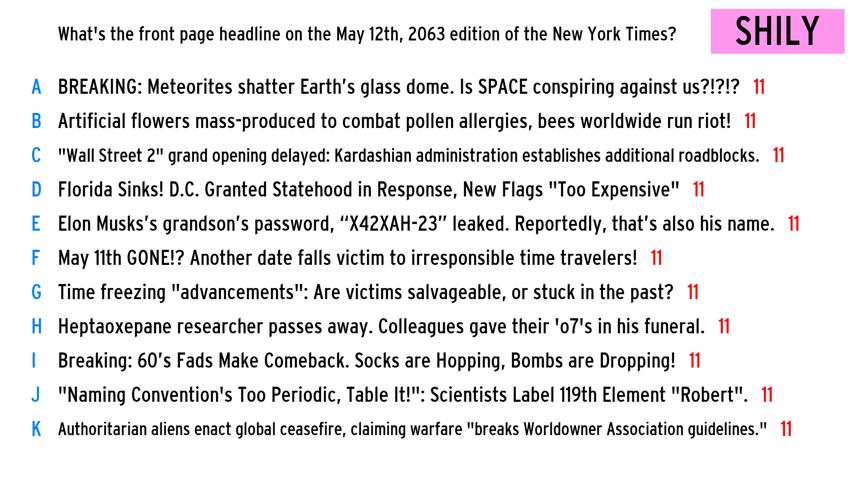 What's the front page headline on the May 12th, 2063 edition of the New York Times?
SHILY
A BREAKING: Meteorites shatter Earth's glass dome. Is SPACE conspiring against us?!?!? 11
B Artificial flowers mass-produced to combat pollen allergies, bees worldwide run riot! 11
C "Wall Street 2" grand opening delayed: Kardashian administration establishes additional roadblocks. 11
D Florida Sinks! D.C. Granted Statehood in Response, New Flags "Too Expensive" 11
E Elon Musks's grandson's password, “X42XAH-23” leaked. Reportedly, that's also his name. 11
F May 11th GONE!? Another date falls victim to irresponsible time travelers! 11
G Time freezing "advancements": Are victims salvageable, or stuck in the past? 11
H Heptaoxepane researcher passes away. Colleagues gave their 'o7's in his funeral. 11
I Breaking: 60's Fads Make Comeback. Socks are Hopping, Bombs are Dropping! 11
J "Naming Convention's Too Periodic, Table It!": Scientists Label 119th Element "Robert". 11
K Authoritarian aliens enact global ceasefire, claiming warfare "breaks Worldowner Association guidelines." 11